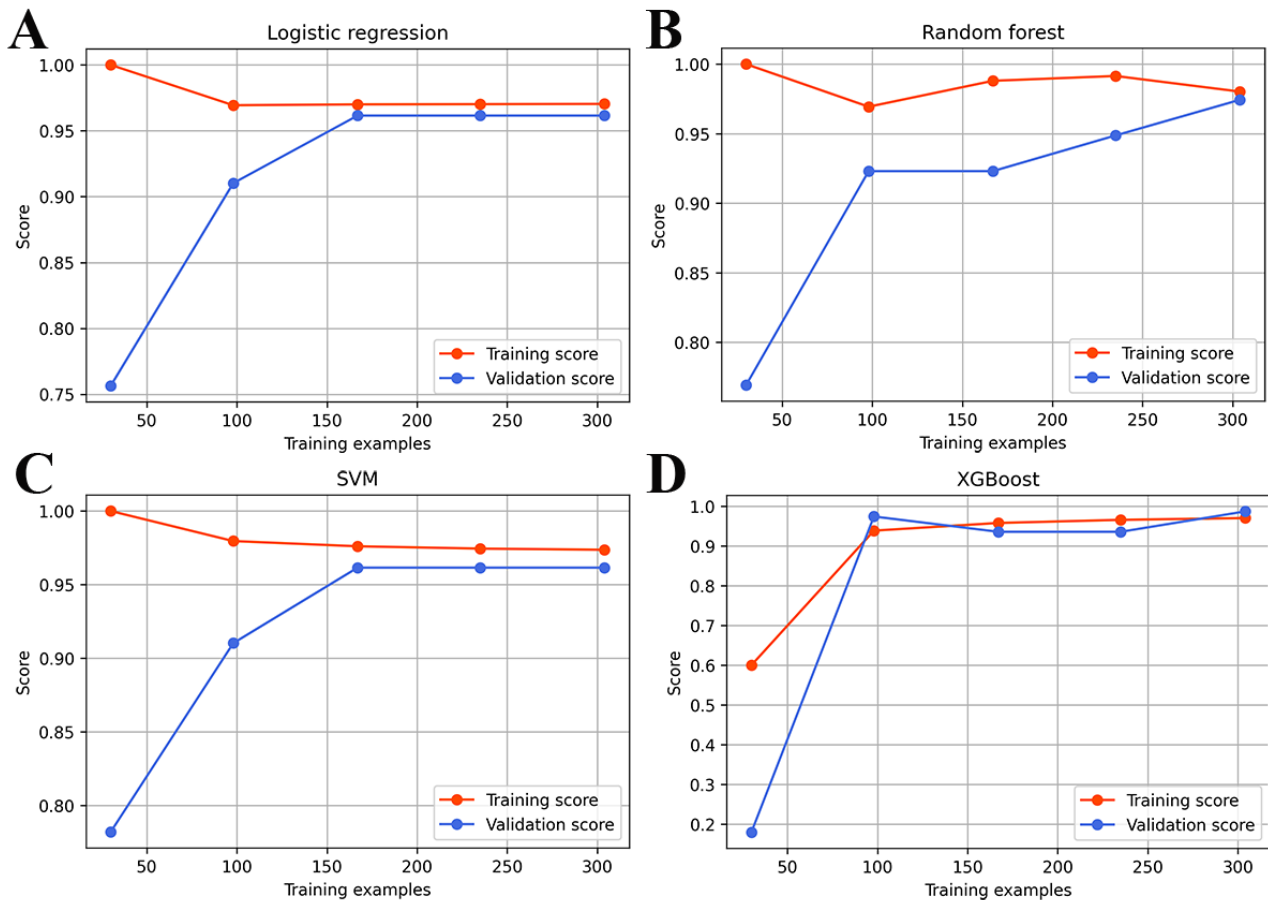 A
Logistic regression
1.00
0.95
0.90
0.85
0.80
0.75
Score
Training score
Validation score
50 100 150 200 250 300
Training examples
B
Random forest
1.00
0.95
0.90
0.85
0.80
Score
Training score
Validation score
50 100 150 200 250 300
Training examples
C
SVM
1.00
0.95
0.90
0.85
0.80
Score
Training score
Validation score
50 100 150 200 250 300
Training examples
D
XGBoost
1.0
0.9
0.8
0.7
0.6
0.5
0.4
0.3
0.2
Score
Training score
Validation score
50 100 150 200 250 300
Training examples